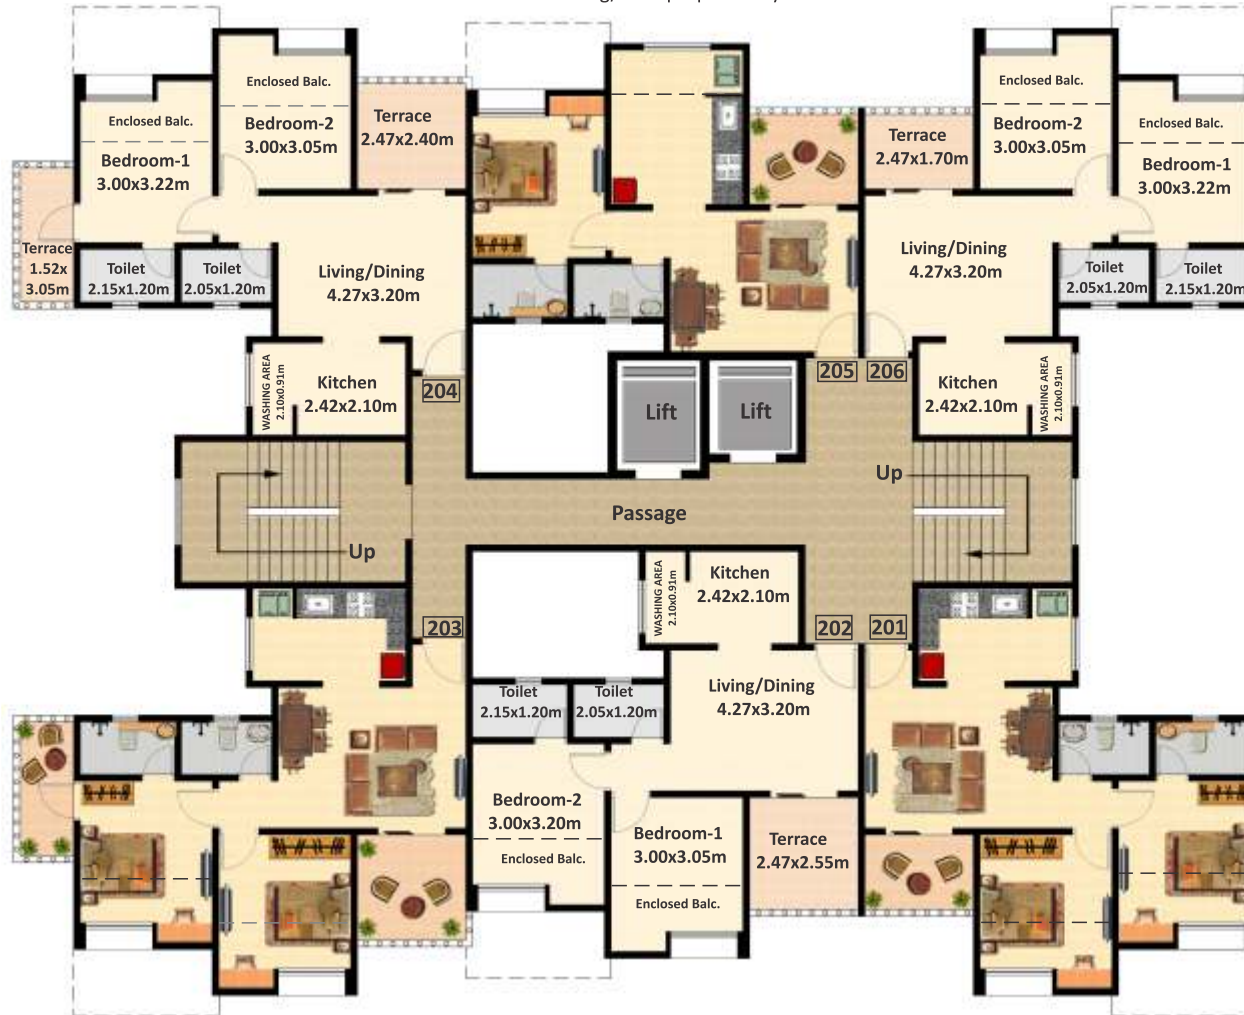 Enclosed Balc.
Bedroom-1
3.00x3.22m
Enclosed Balc.
Bedroom-2
3.00x3.05m
Terrace
2.47x2.40m
Terrace
1.52x
3.05m
Toilet
2.15x1.20m
Toilet
2.05x1.20m
Living/Dining
4.27x3.20m
WASHING AREA
2.10x0.91m
Kitchen
2.42x2.10m
204
Terrace
2.47x1.70m
Enclosed Balc.
Bedroom-2
3.00x3.05m
Enclosed Balc.
Bedroom-1
3.00x3.22m
Living/Dining
4.27x3.20m
Toilet
2.05x1.20m
Toilet
2.15x1.20m
Kitchen
2.42x2.10m
WASHING AREA
2.10x0.91m
205
206
Lift
Lift
Up
Passage
Up
203
WASHING AREA
2.10x0.91m
Kitchen
2.42x2.10m
202
201
Toilet
2.15x1.20m
Toilet
2.05x1.20m
Living/Dining
4.27x3.20m
Bedroom-2
3.00x3.20m
Enclosed Balc.
Bedroom-1
3.00x3.05m
Enclosed Balc.
Terrace
2.47x2.55m